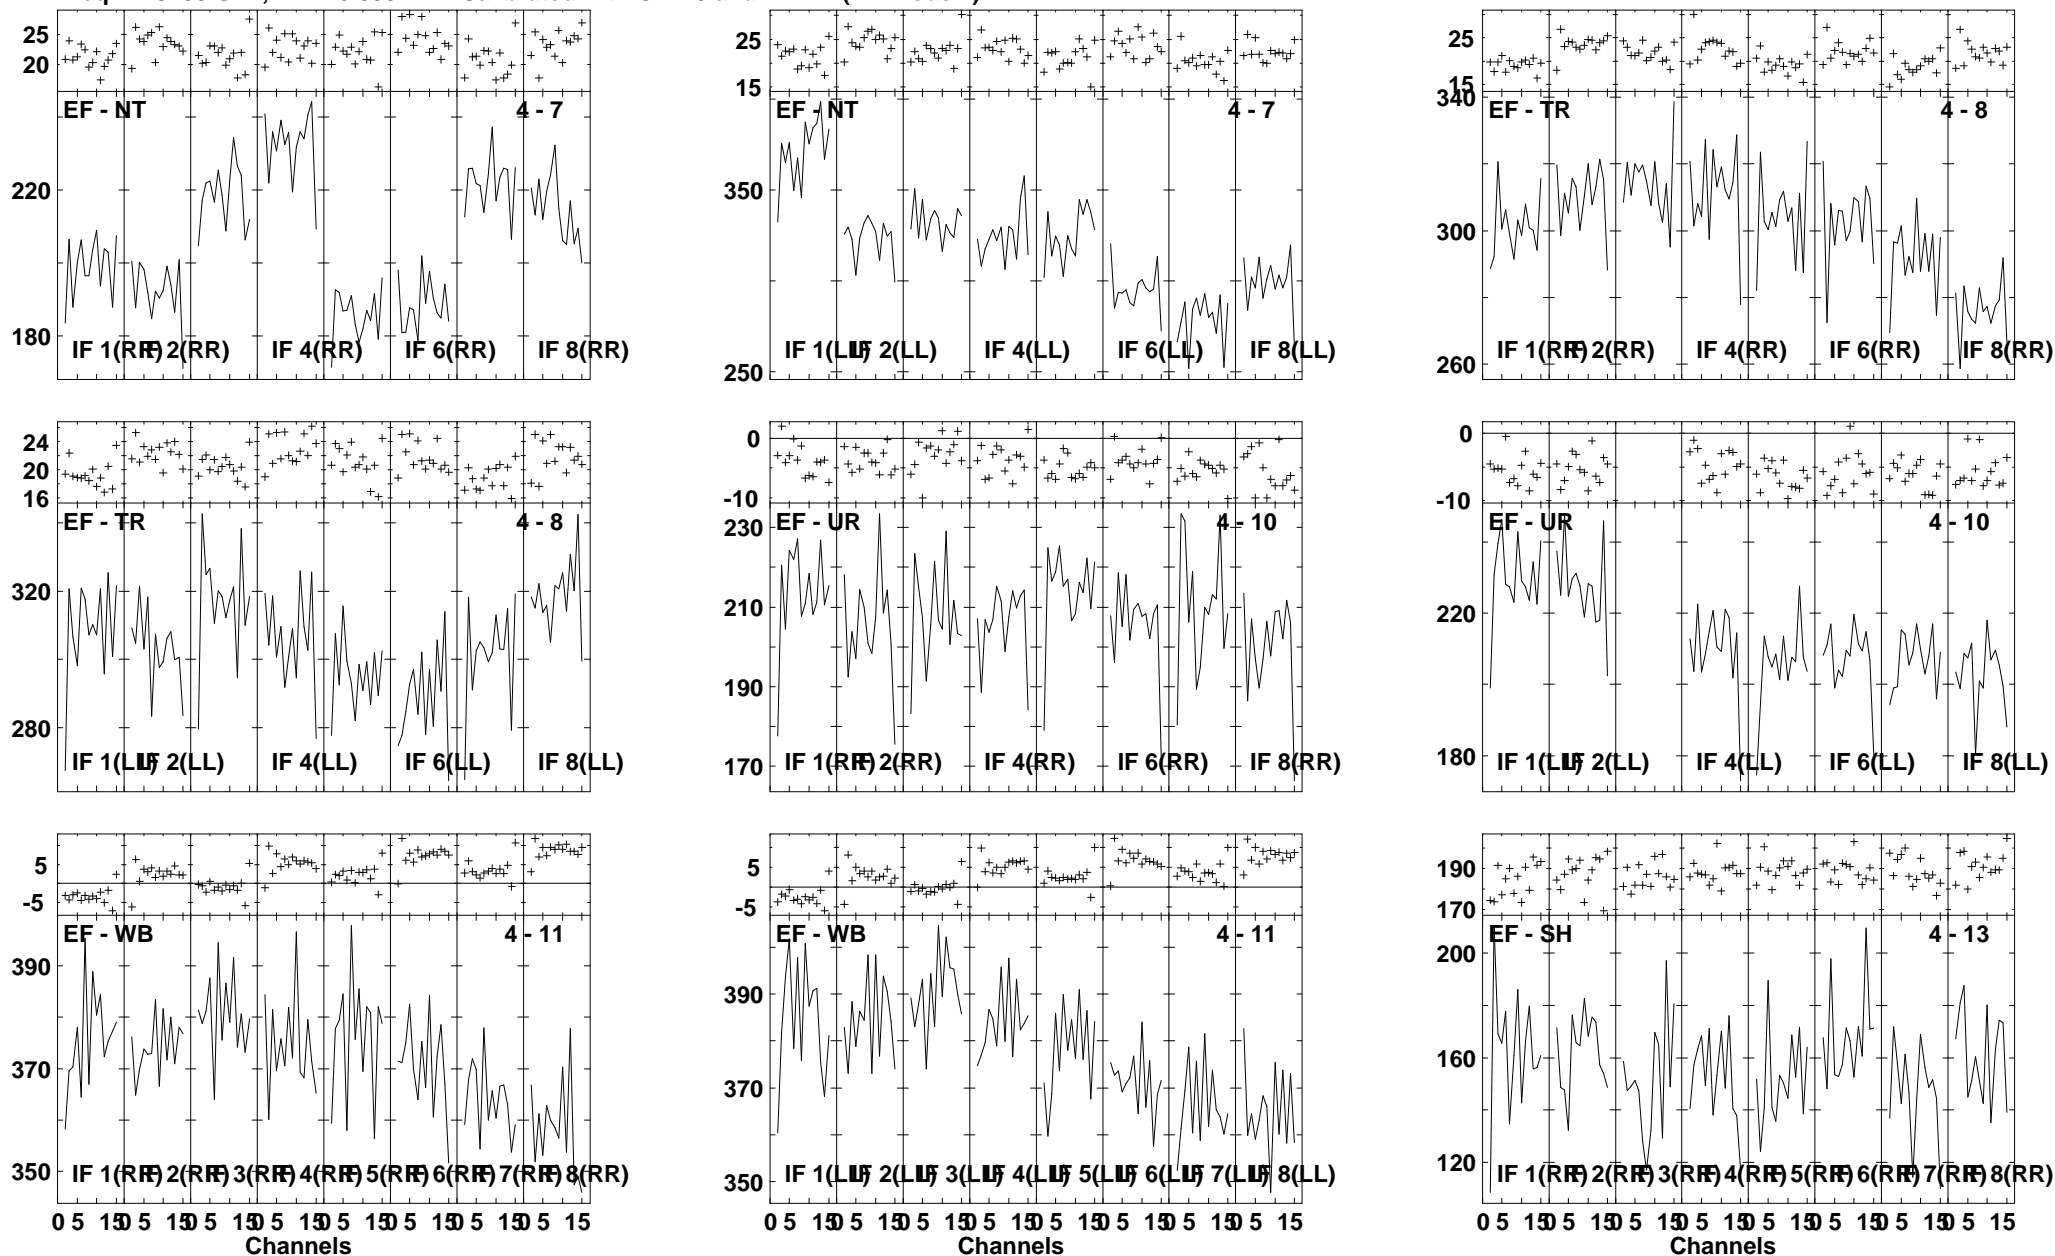 25
20
EF - NT 4 - 7
220
180
IF 1(RR) IF 2(RR) IF 4(RR) IF 6(RR) IF 8(RR)
25
15
EF - NT 4 - 7
350
250
IF 1(LL) IF 2(LL) IF 4(LL) IF 6(LL) IF 8(LL)
25
15
340
EF - TR 4 - 8
300
260
IF 1(RR) IF 2(RR) IF 4(RR) IF 6(RR) IF 8(RR)
24
20
16
EF - TR 4 - 8
320
280
IF 1(LL) IF 2(LL) IF 4(LL) IF 6(LL) IF 8(LL)
0
-10
230
EF - UR 4 - 10
210
190
170
IF 1(RR) IF 2(RR) IF 4(RR) IF 6(RR) IF 8(RR)
0
-10
EF - UR 4 - 10
220
180
IF 1(LL) IF 2(LL) IF 4(LL) IF 6(LL) IF 8(LL)
5
-5
EF - WB 4 - 11
390
370
350
IF 1(RR) IF 2(RR) IF 3(RR) IF 4(RR) IF 5(RR) IF 6(RR) IF 7(RR) IF 8(RR)
0 5 15 0 5 15 0 5 15 0 5 15 0 5 15 0 5 15 0 5 15 0 5 15
Channels
5
-5
EF - WB 4 - 11
390
370
350
IF 1(LL) IF 2(LL) IF 3(LL) IF 4(LL) IF 5(LL) IF 6(LL) IF 7(LL) IF 8(LL)
0 5 15 0 5 15 0 5 15 0 5 15 0 5 15 0 5 15 0 5 15 0 5 15
Channels
190
170
EF - SH 4 - 13
200
160
120
IF 1(RR) IF 2(RR) IF 3(RR) IF 4(RR) IF 5(RR) IF 6(RR) IF 7(RR) IF 8(RR)
0 5 15 0 5 15 0 5 15 0 5 15 0 5 15 0 5 15 0 5 15 0 5 15
Channels